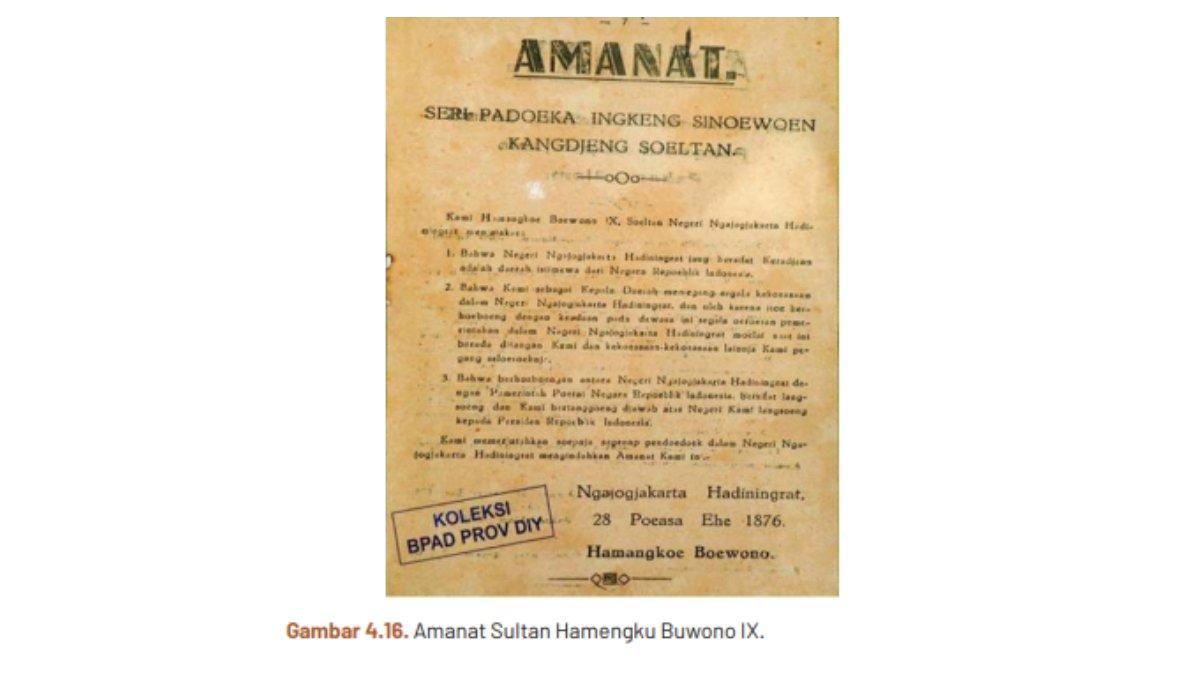 AMANAT.
SERI PADOEKA INGKENG SINOEWOEN
KANGDJENG SOELTAN.
oOo
Kami Hamangkoe Boewono IX, Soeltan Negeri Ngajogjakarta Hadi-
ningrat menjatakan:
1. Bahwa Negeri Ngajogjakarta Hadiningrat jang bersifat Keradjaan
adalah daerah istimewa dari Negara Repoeblik Indonesia.
2. Bahwa Kami sebagai Kepala Daerah memegang segala kekoeasaan
dalam Negeri Ngajogjakarta Hadiningrat, dan oleh karena itoe ber-
hoeboeng dengan keadaan pada dewasa ini segala oeroesan peme-
rintahan dalam Negeri Ngajogjakarta Hadiningrat moelai saat ini
berada ditangan Kami dan kekoeasaan-kekoeasaan lainnja Kami pe-
gang seloeroehnja.
3. Bahwa perhoeboengan antara Negeri Ngajogjakarta Hadiningrat de-
ngan Pemerintah Poesat Negara Repoeblik Indonesia, bersifat lang-
soeng dan Kami bertanggoeng djawab atas Negeri Kami langsoeng
kepada Presiden Repoeblik Indonesia.
Kami memerintahkan soepaja segenap pendoedoek dalam Negeri Nga-
jogjakarta Hadiningrat mengindahkan Amanat Kami ini.
Ngajogjakarta Hadiningrat,
28 Poeasa Ehe 1876.
Hamangkoe Boewono.
KOLEKSI
BPAD PROV DIY
Gambar 4.16. Amanat Sultan Hamengku Buwono IX.